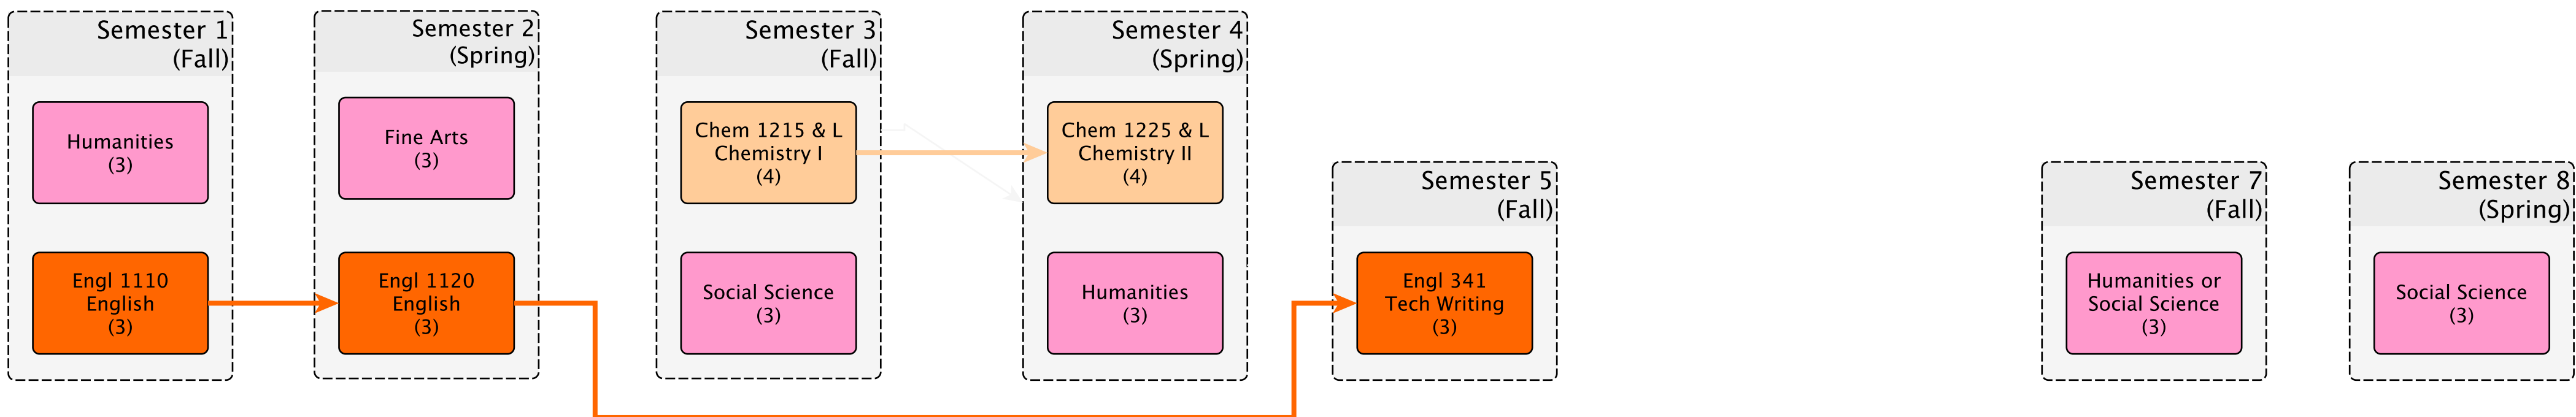 Semester 1
(Fall)
Humanities
(3)
Engl 1110
English
(3)
Semester 2
(Spring)
Fine Arts
(3)
Engl 1120
English
(3)
Semester 3
(Fall)
Chem 1215 & L
Chemistry I
(4)
Social Science
(3)
Semester 4
(Spring)
Chem 1225 & L
Chemistry II
(4)
Humanities
(3)
Semester 5
(Fall)
Engl 341
Tech Writing
(3)
Semester 7
(Fall)
Humanities or
Social Science
(3)
Semester 8
(Spring)
Social Science
(3)